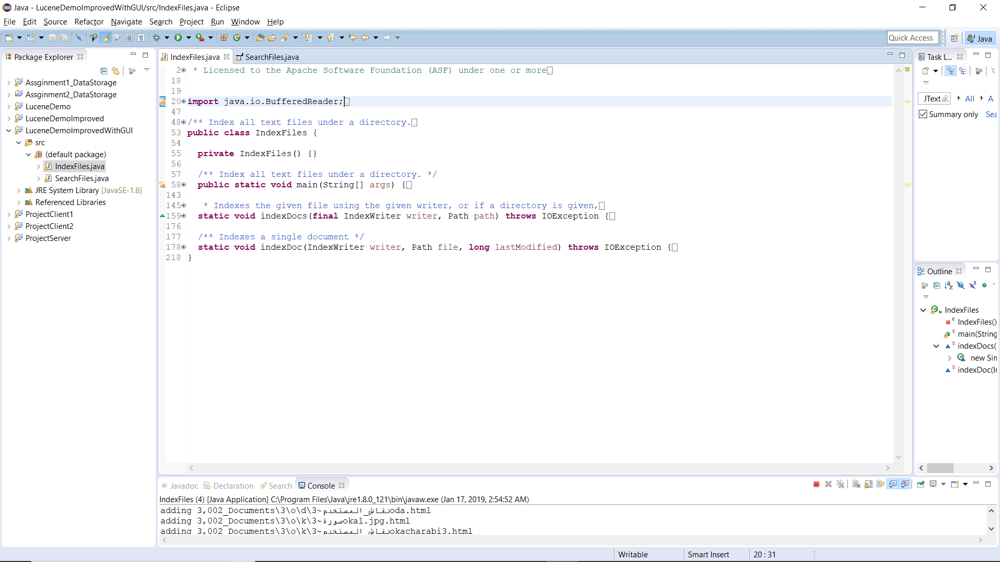 Java - LuceneDemoImprovedWithGUI/src/IndexFiles.java - Eclipse
File Edit Source Refactor Navigate Search Project Run Window Help
Quick Access
Java
Package Explorer
Assginment1_DataStorage
Assginment2_DataStorage
LuceneDemo
LuceneDemoImproved
LuceneDemoImprovedWithGUI
src
(default package)
IndexFiles.java
SearchFiles.java
JRE System Library [JavaSE-1.8]
Referenced Libraries
ProjectClient1
ProjectClient2
ProjectServer
IndexFiles.java SearchFiles.java
2 * Licensed to the Apache Software Foundation (ASF) under one or more
18
19
20 import java.io.BufferedReader;
47
48 /** Index all text files under a directory.
53 public class IndexFiles {
54
55 private IndexFiles() {}
56
57 /** Index all text files under a directory. */
58 public static void main(String[] args) {
143
145 * Indexes the given file using the given writer, or if a directory is given,
159 static void indexDocs(final IndexWriter writer, Path path) throws IOException {
176
177 /** Indexes a single document */
178 static void indexDoc(IndexWriter writer, Path file, long lastModified) throws IOException {
218 }
Task L...
JText All A
Summary only Sea
Outline
IndexFiles
IndexFiles()
main(String
indexDocs(
new Sin
indexDoc(I
@ Javadoc Declaration Search Console
IndexFiles (4) [Java Application] C:\Program Files\Java\jre1.8.0_121\bin\javaw.exe (Jan 17, 2019, 2:54:52 AM)
adding 3,002_Documents\3\o\d\3~نقاش_المستخدمoda.html
adding 3,002_Documents\3\o\k\3~صورةokal.jpg.html
adding 3,002_Documents\3\o\k\3~نقاش_المستخدمokacharabi3.html
Writable Smart Insert 20 : 31